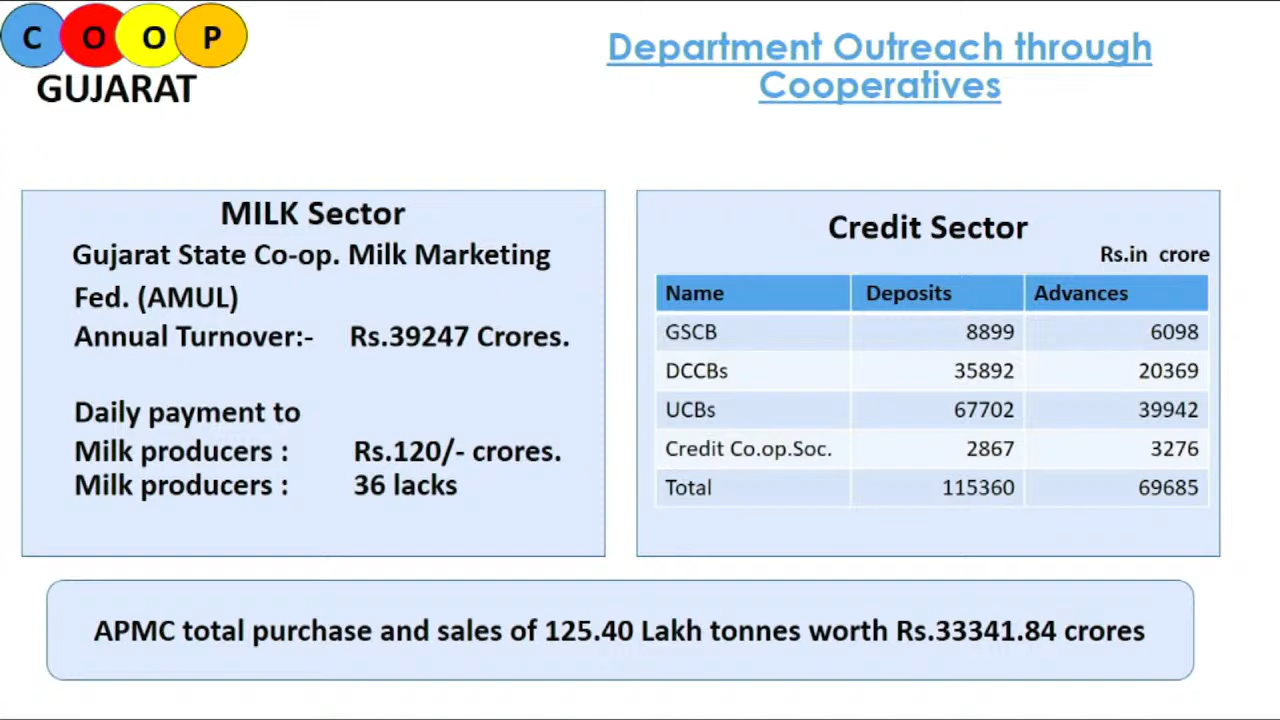 C O O P
GUJARAT
Department Outreach through
Cooperatives
MILK Sector
Gujarat State Co-op. Milk Marketing
Fed. (AMUL)
Annual Turnover:- Rs.39247 Crores.
Daily payment to
Milk producers : Rs.120/- crores.
Milk producers : 36 lacks
Credit Sector
Rs.in crore
Name Deposits Advances
GSCB 8899 6098
DCCBs 35892 20369
UCBs 67702 39942
Credit Co.op.Soc. 2867 3276
Total 115360 69685
APMC total purchase and sales of 125.40 Lakh tonnes worth Rs.33341.84 crores